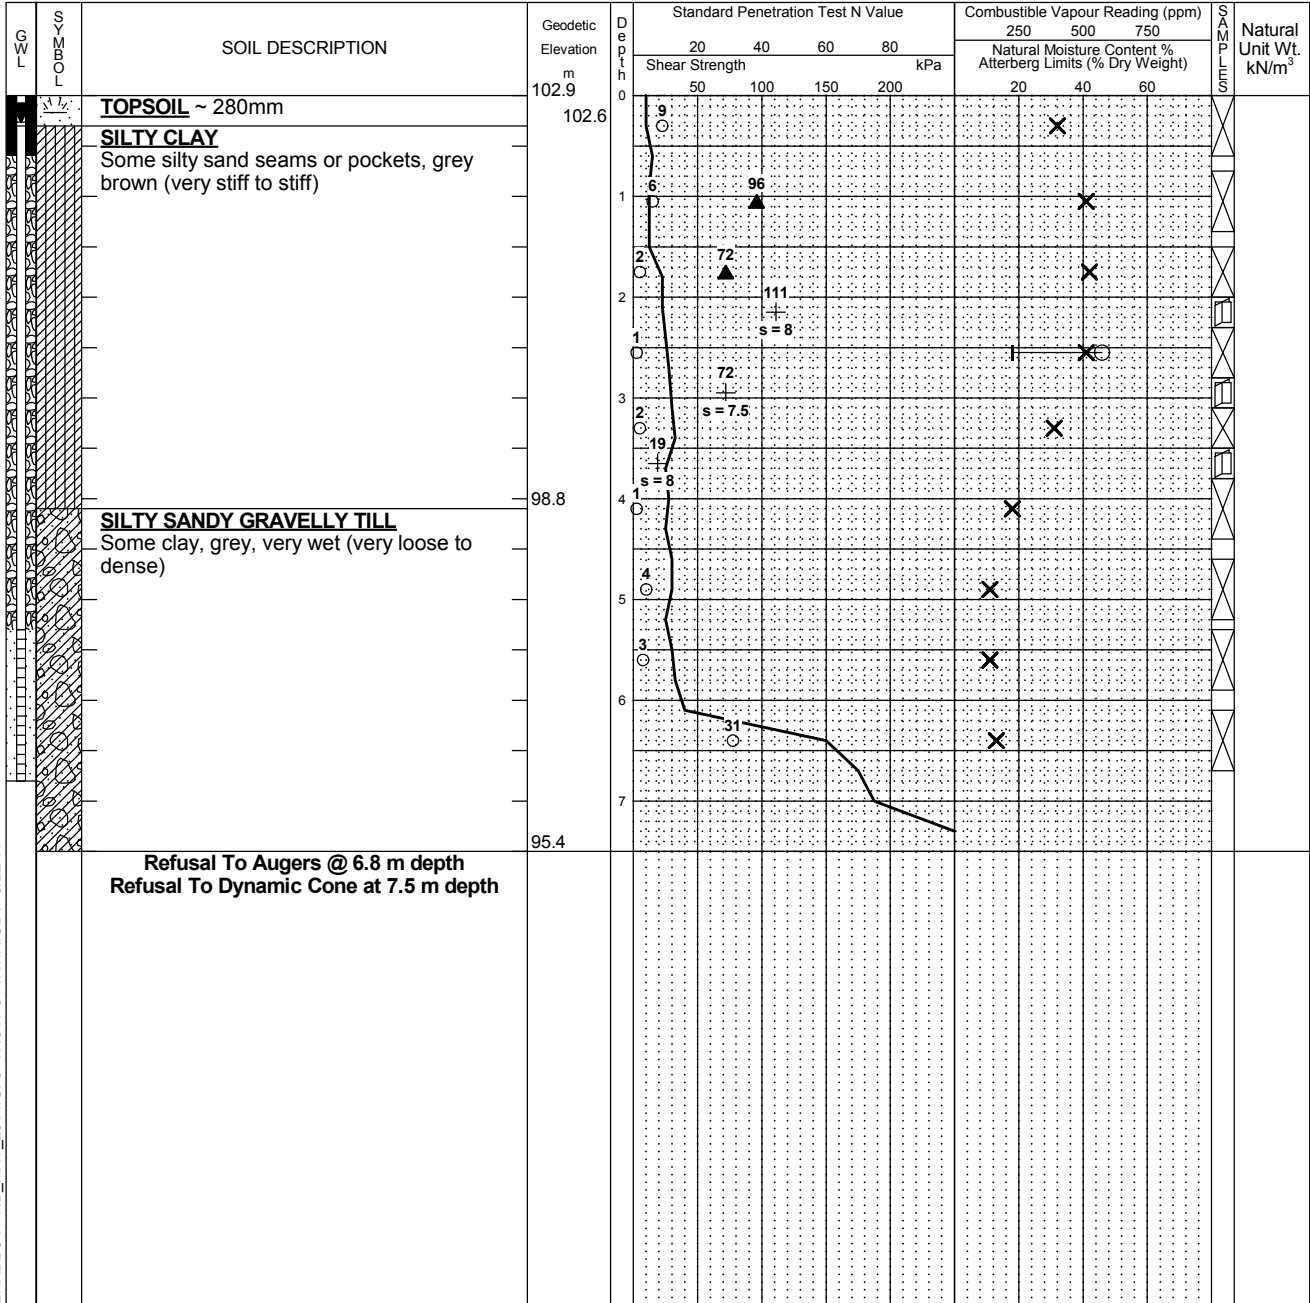 GWL
SYMBOL
SOIL DESCRIPTION
Geodetic
Elevation
m
102.9
Depth
Standard Penetration Test N Value
20 40 60 80
Shear Strength kPa
50 100 150 200
Combustible Vapour Reading (ppm)
250 500 750
Natural Moisture Content %
Atterberg Limits (% Dry Weight)
20 40 60
SAMPLES
Natural
Unit Wt.
kN/m³
0
TOPSOIL ~ 280mm
102.6
9
SILTY CLAY
Some silty sand seams or pockets, grey
brown (very stiff to stiff)
1
6
96
2
72
2
111
s = 8
1
72
3
s = 7.5
2
19
s = 8
98.8
4
1
SILTY SANDY GRAVELLY TILL
Some clay, grey, very wet (very loose to
dense)
4
5
3
6
31
7
95.4
Refusal To Augers @ 6.8 m depth
Refusal To Dynamic Cone at 7.5 m depth